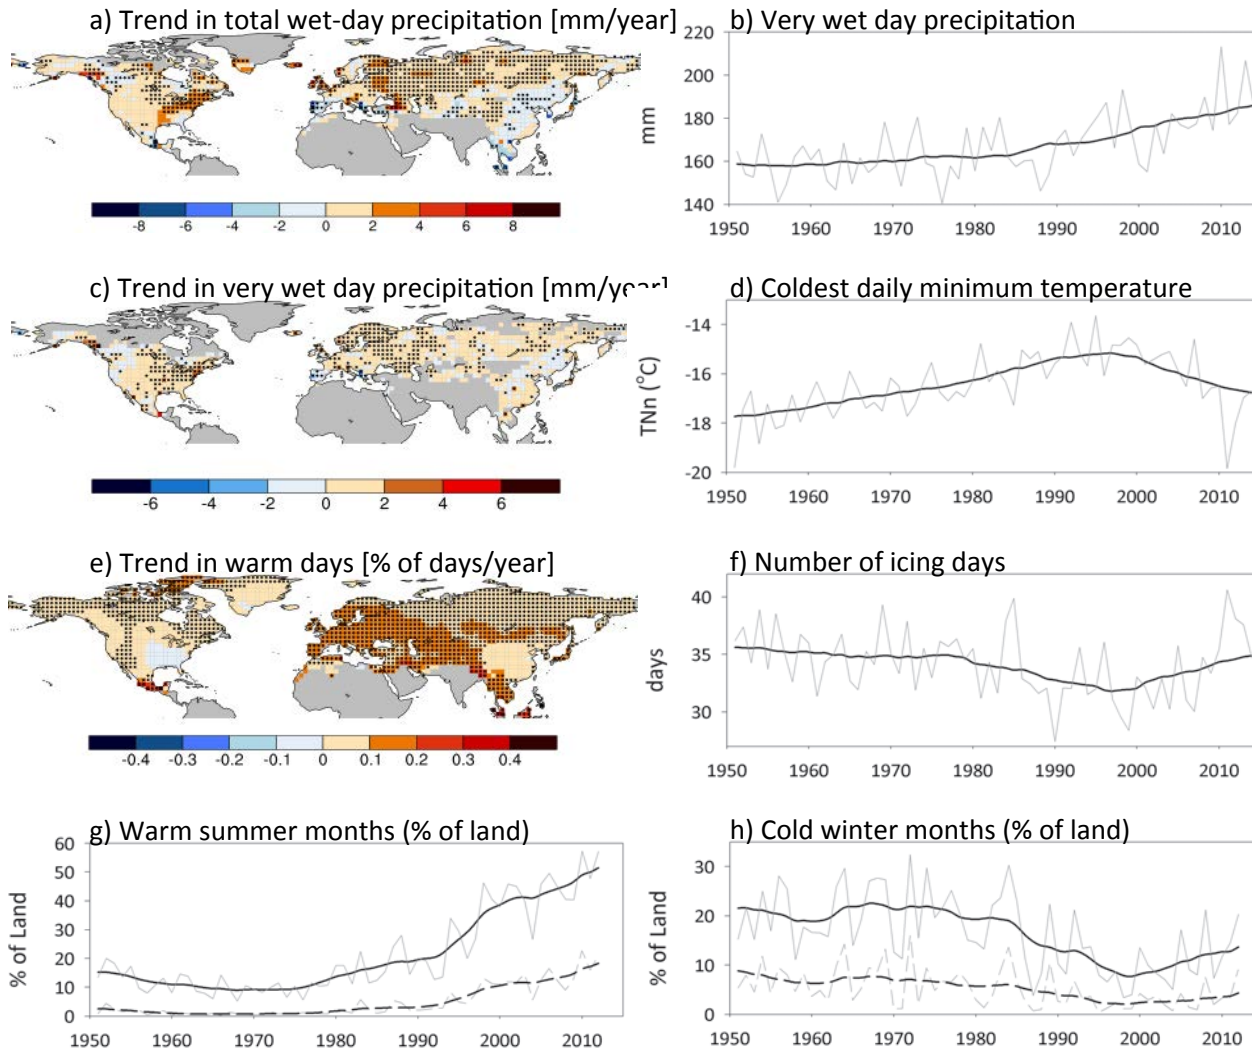 a) Trend in total wet-day precipitation [mm/year]
-8 -6 -4 -2 0 2 4 6 8
b) Very wet day precipitation
220
200
180
160
140
mm
1950 1960 1970 1980 1990 2000 2010
c) Trend in very wet day precipitation [mm/year]
-6 -4 -2 0 2 4 6
d) Coldest daily minimum temperature
-14
-16
-18
-20
TNn (°C)
1950 1960 1970 1980 1990 2000 2010
e) Trend in warm days [% of days/year]
-0.4 -0.3 -0.2 -0.1 0 0.1 0.2 0.3 0.4
f) Number of icing days
40
35
30
days
1950 1960 1970 1980 1990 2000 2010
g) Warm summer months (% of land)
60
50
40
30
20
10
0
% of Land
1950 1960 1970 1980 1990 2000 2010
h) Cold winter months (% of land)
30
20
10
0
% of Land
1950 1960 1970 1980 1990 2000 2010